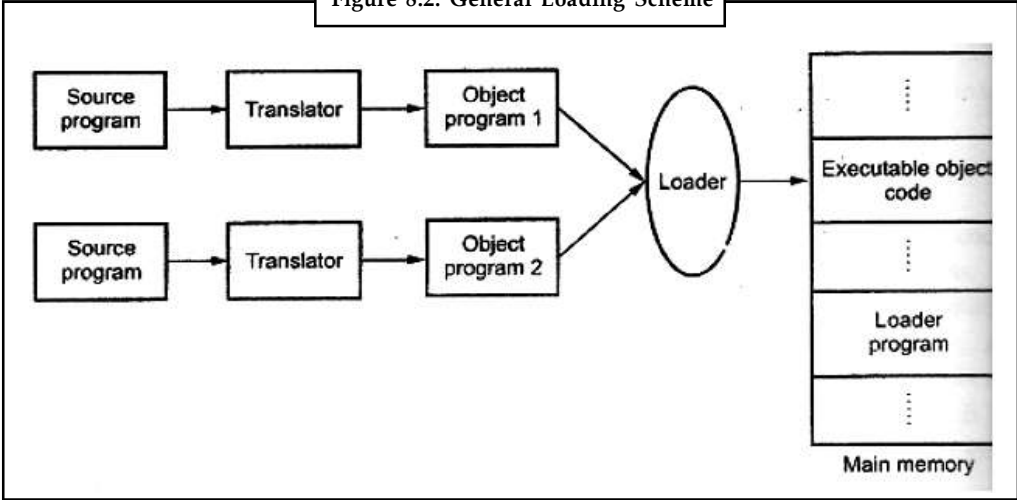 Figure 8.2: General Loading Scheme
Source
program
Translator
Object
program 1
Source
program
Translator
Object
program 2
Loader
Executable object
code
Loader
program
Main memory